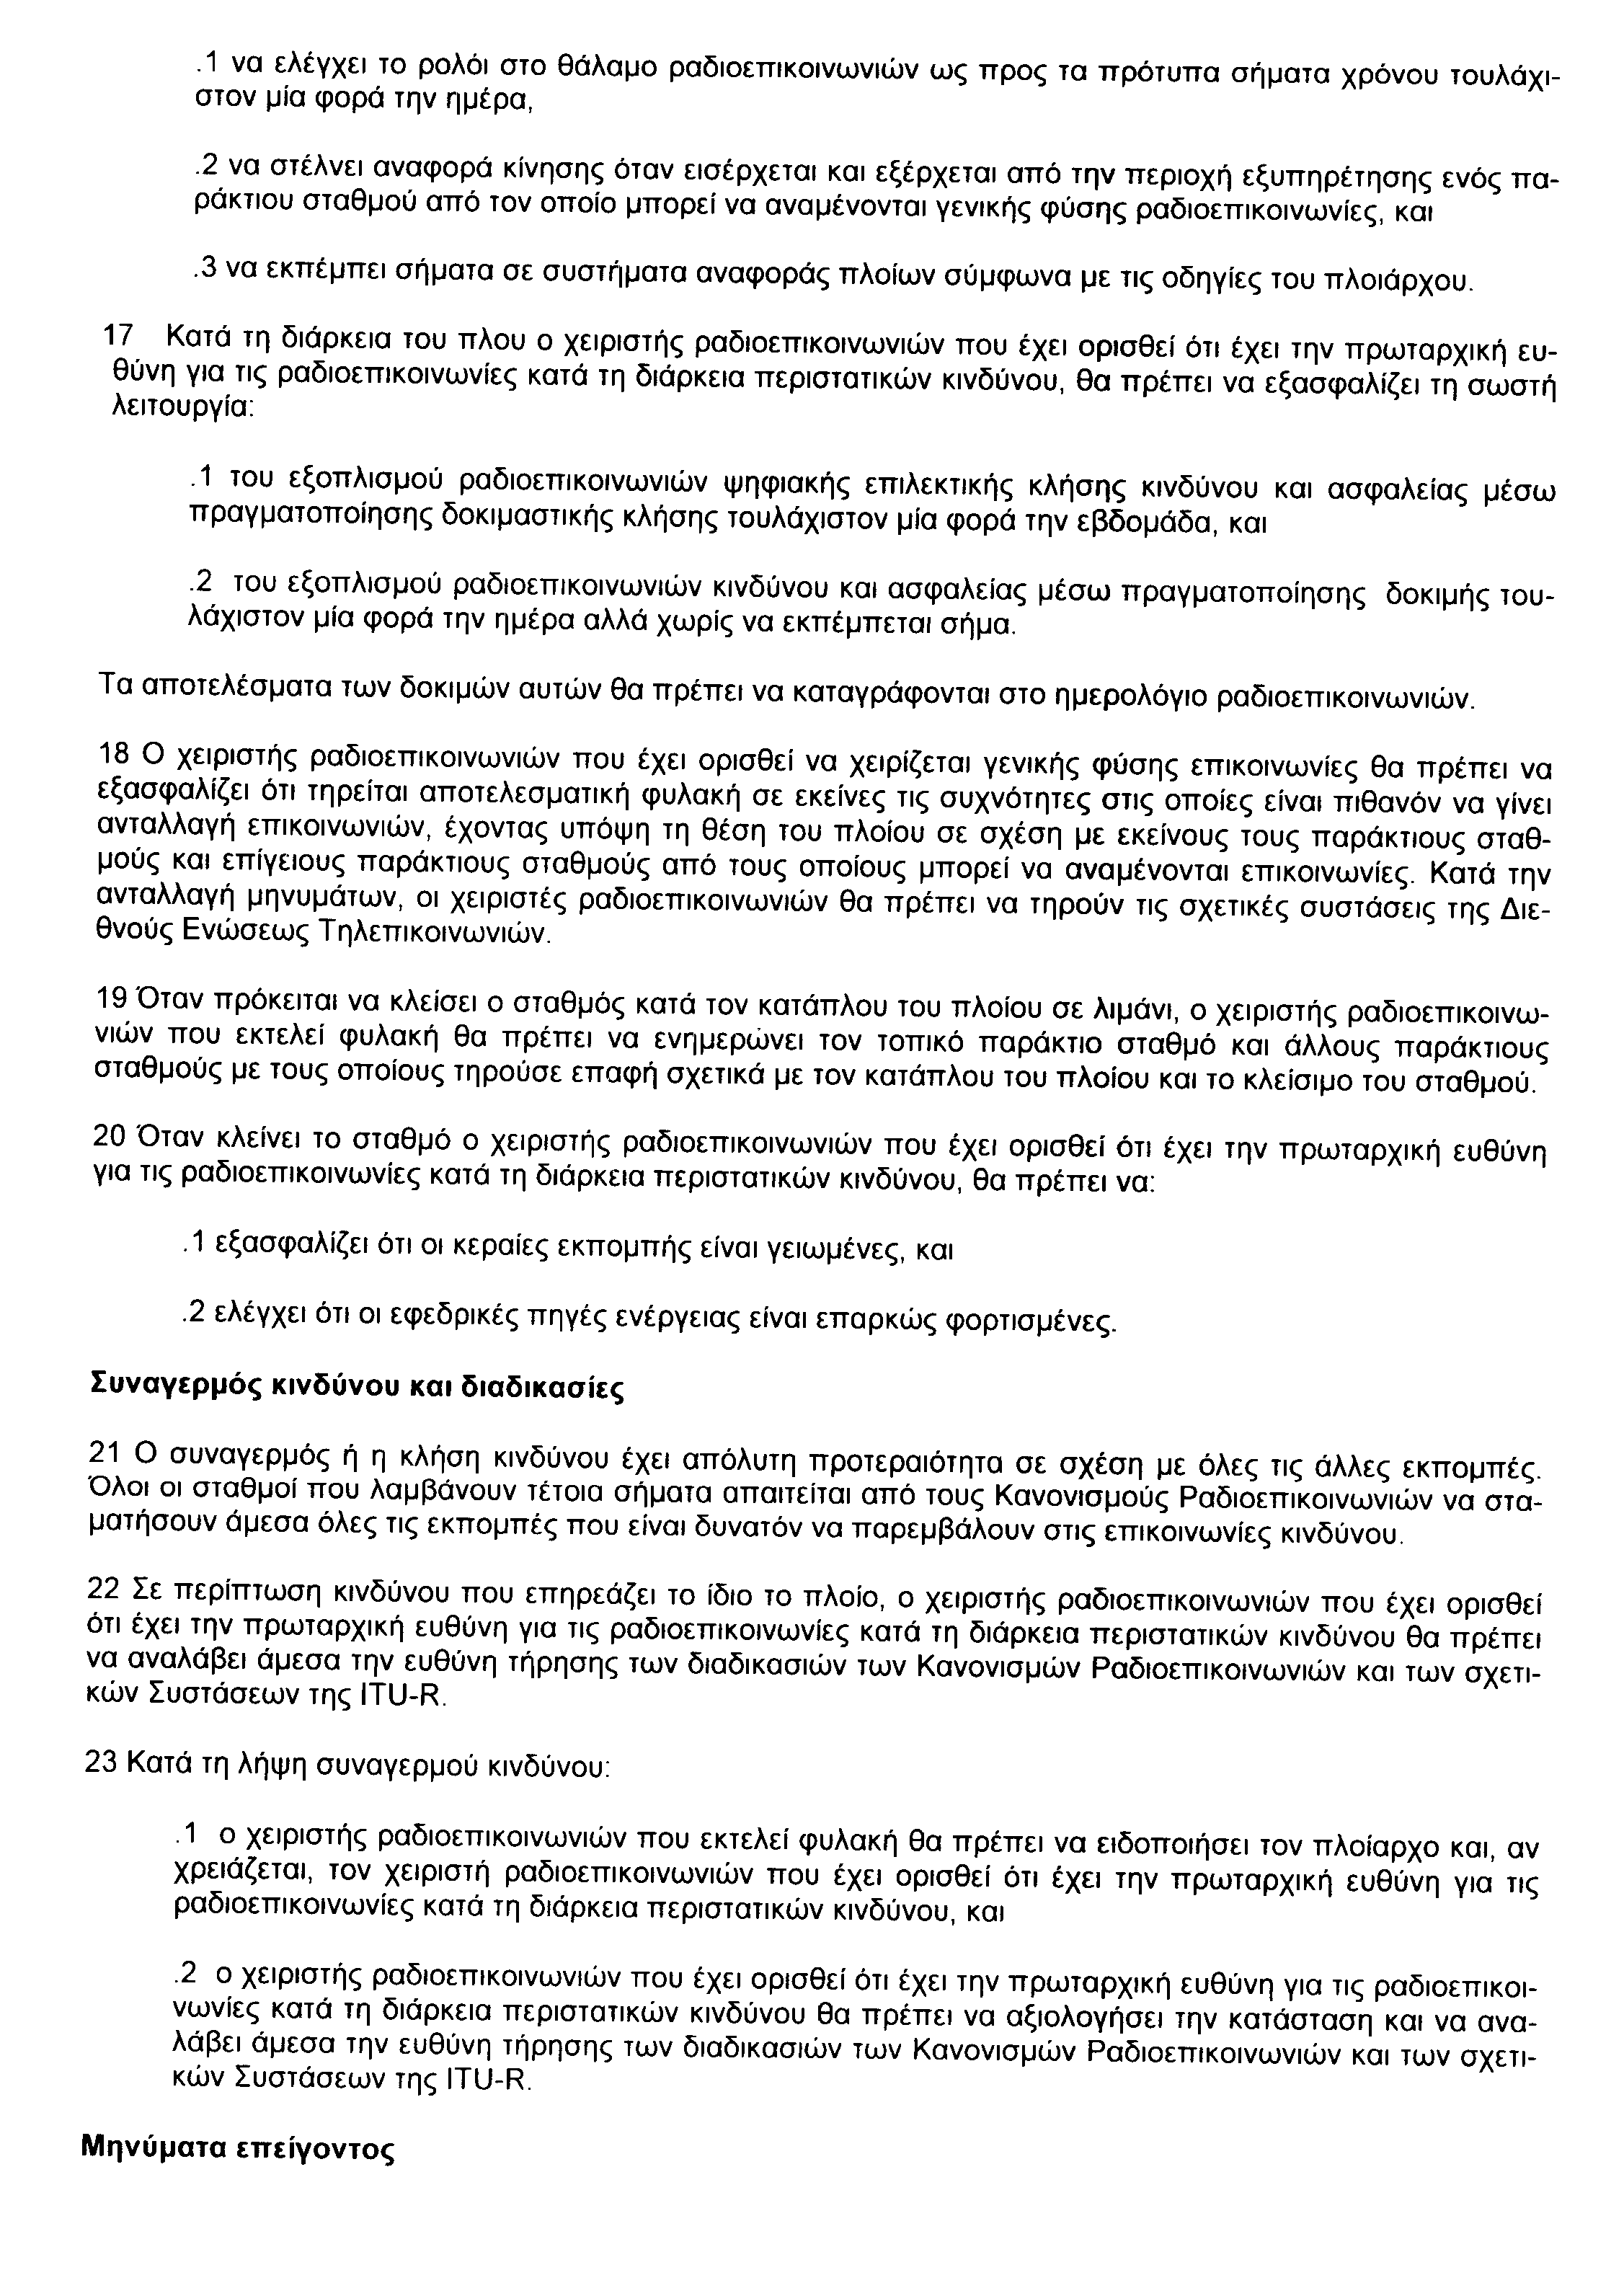 .1 να ελέγχει το ρολόι στο θάλαμο ραδιοεπικοινωνιών ως προς τα πρότυπα σήματα χρόνου τουλάχι-
στον μία φορά την ημέρα,
.2 να στέλνει αναφορά κίνησης όταν εισέρχεται και εξέρχεται από την περιοχή εξυπηρέτησης ενός πα-
ράκτιου σταθμού από τον οποίο μπορεί να αναμένονται γενικής φύσης ραδιοεπικοινωνίες, και
.3 να εκπέμπει σήματα σε συστήματα αναφοράς πλοίων σύμφωνα με τις οδηγίες του πλοιάρχου.
17 Κατά τη διάρκεια του πλου ο χειριστής ραδιοεπικοινωνιών που έχει ορισθεί ότι έχει την πρωταρχική ευ-
θύνη για τις ραδιοεπικοινωνίες κατά τη διάρκεια περιστατικών κινδύνου, θα πρέπει να εξασφαλίζει τη σωστή
λειτουργία:
.1 του εξοπλισμού ραδιοεπικοινωνιών ψηφιακής επιλεκτικής κλήσης κινδύνου και ασφαλείας μέσω
πραγματοποίησης δοκιμαστικής κλήσης τουλάχιστον μία φορά την εβδομάδα, και
.2 του εξοπλισμού ραδιοεπικοινωνιών κινδύνου και ασφαλείας μέσω πραγματοποίησης δοκιμής του-
λάχιστον μία φορά την ημέρα αλλά χωρίς να εκπέμπεται σήμα.
Τα αποτελέσματα των δοκιμών αυτών θα πρέπει να καταγράφονται στο ημερολόγιο ραδιοεπικοινωνιών.
18 Ο χειριστής ραδιοεπικοινωνιών που έχει ορισθεί να χειρίζεται γενικής φύσης επικοινωνίες θα πρέπει να
εξασφαλίζει ότι τηρείται αποτελεσματική φυλακή σε εκείνες τις συχνότητες στις οποίες είναι πιθανόν να γίνει
ανταλλαγή επικοινωνιών, έχοντας υπόψη τη θέση του πλοίου σε σχέση με εκείνους τους παράκτιους σταθ-
μούς και επίγειους παράκτιους σταθμούς από τους οποίους μπορεί να αναμένονται επικοινωνίες. Κατά την
ανταλλαγή μηνυμάτων, οι χειριστές ραδιοεπικοινωνιών θα πρέπει να τηρούν τις σχετικές συστάσεις της Διε-
θνούς Ενώσεως Τηλεπικοινωνιών.
19 Όταν πρόκειται να κλείσει ο σταθμός κατά τον κατάπλου του πλοίου σε λιμάνι, ο χειριστής ραδιοεπικοινω-
νιών που εκτελεί φυλακή θα πρέπει να ενημερώνει τον τοπικό παράκτιο σταθμό και άλλους παράκτιους
σταθμούς με τους οποίους τηρούσε επαφή σχετικά με τον κατάπλου του πλοίου και το κλείσιμο του σταθμού.
20 Όταν κλείνει το σταθμό ο χειριστής ραδιοεπικοινωνιών που έχει ορισθεί ότι έχει την πρωταρχική ευθύνη
για τις ραδιοεπικοινωνίες κατά τη διάρκεια περιστατικών κινδύνου, θα πρέπει να:
.1 εξασφαλίζει ότι οι κεραίες εκπομπής είναι γειωμένες, και
.2 ελέγχει ότι οι εφεδρικές πηγές ενέργειας είναι επαρκώς φορτισμένες.
Συναγερμός κινδύνου και διαδικασίες
21 Ο συναγερμός ή η κλήση κινδύνου έχει απόλυτη προτεραιότητα σε σχέση με όλες τις άλλες εκπομπές.
Όλοι οι σταθμοί που λαμβάνουν τέτοια σήματα απαιτείται από τους Κανονισμούς Ραδιοεπικοινωνιών να στα-
ματήσουν άμεσα όλες τις εκπομπές που είναι δυνατόν να παρεμβάλουν στις επικοινωνίες κινδύνου.
22 Σε περίπτωση κινδύνου που επηρεάζει το ίδιο το πλοίο, ο χειριστής ραδιοεπικοινωνιών που έχει ορισθεί
ότι έχει την πρωταρχική ευθύνη για τις ραδιοεπικοινωνίες κατά τη διάρκεια περιστατικών κινδύνου θα πρέπει
να αναλάβει άμεσα την ευθύνη τήρησης των διαδικασιών των Κανονισμών Ραδιοεπικοινωνιών και των σχετι-
κών Συστάσεων της ITU-R.
23 Κατά τη λήψη συναγερμού κινδύνου:
.1 ο χειριστής ραδιοεπικοινωνιών που εκτελεί φυλακή θα πρέπει να ειδοποιήσει τον πλοίαρχο και, αν
χρειάζεται, τον χειριστή ραδιοεπικοινωνιών που έχει ορισθεί ότι έχει την πρωταρχική ευθύνη για τις
ραδιοεπικοινωνίες κατά τη διάρκεια περιστατικών κινδύνου, και
.2 ο χειριστής ραδιοεπικοινωνιών που έχει ορισθεί ότι έχει την πρωταρχική ευθύνη για τις ραδιοεπικοι-
νωνίες κατά τη διάρκεια περιστατικών κινδύνου θα πρέπει να αξιολογήσει την κατάσταση και να ανα-
λάβει άμεσα την ευθύνη τήρησης των διαδικασιών των Κανονισμών Ραδιοεπικοινωνιών και των σχετι-
κών Συστάσεων της ITU-R.
Μηνύματα επείγοντος